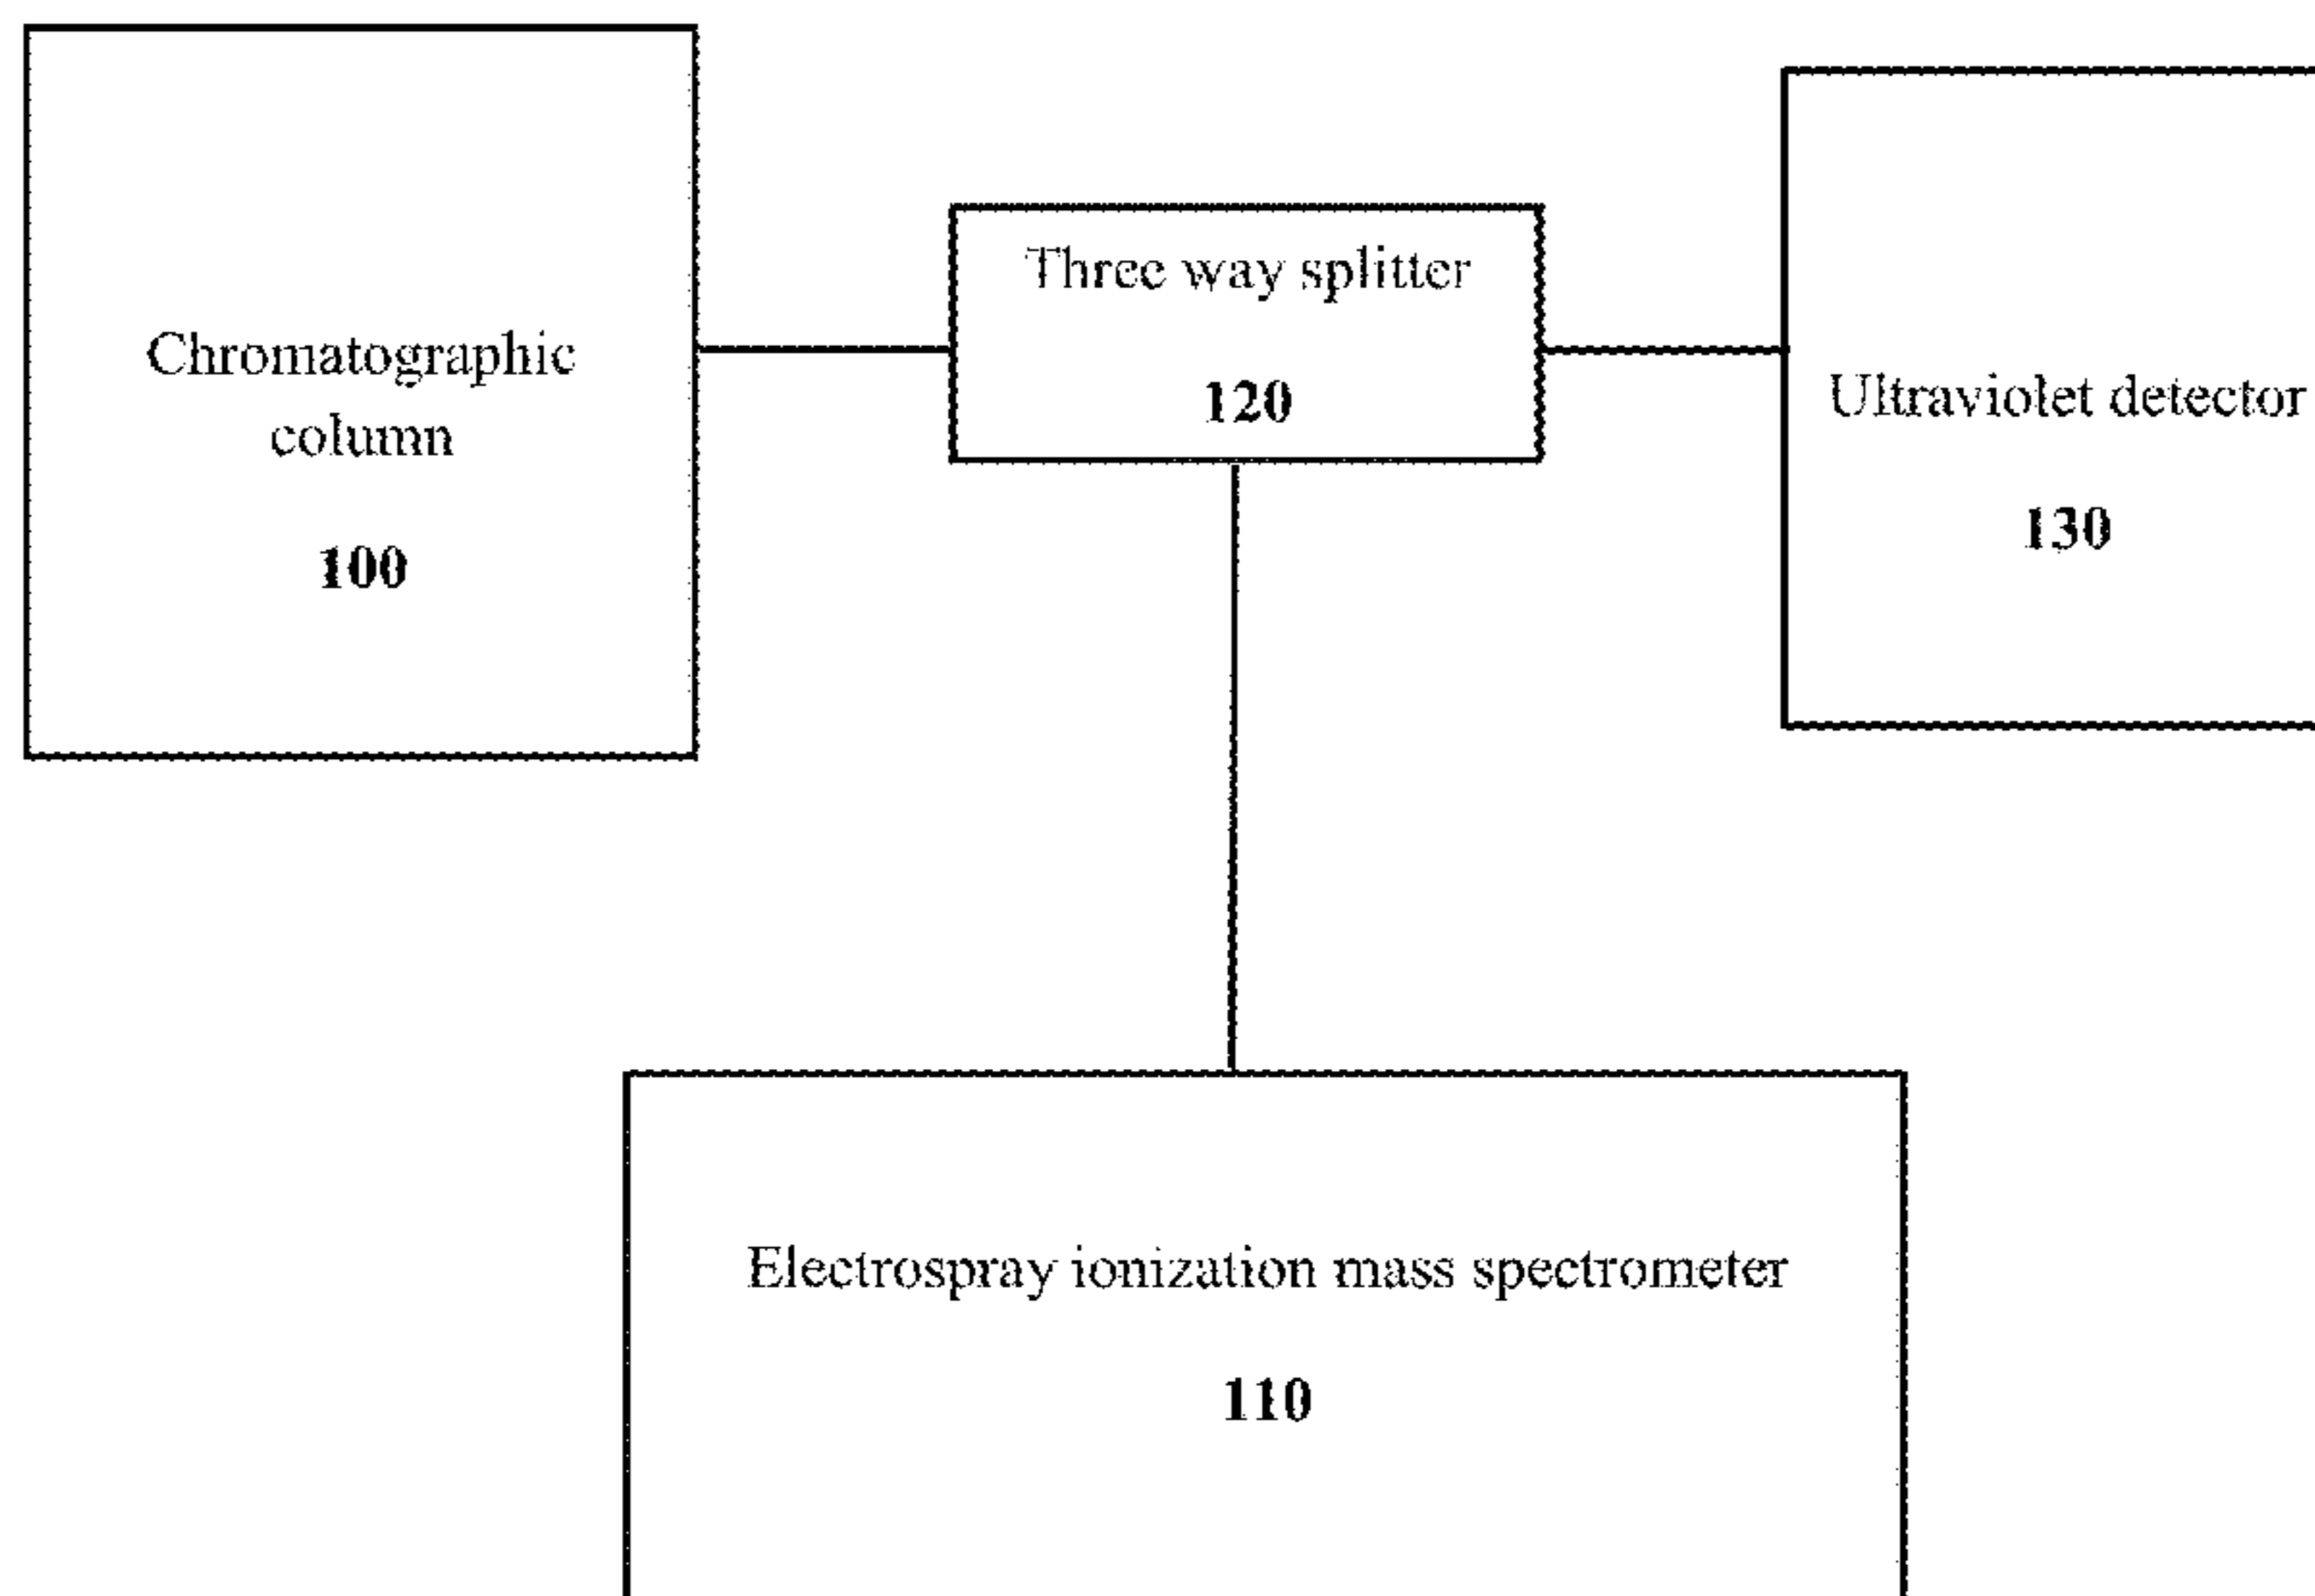 Chromatographic
column
100
Three way splitter
120
Ultraviolet detector
130
Electrospray ionization mass spectrometer
110